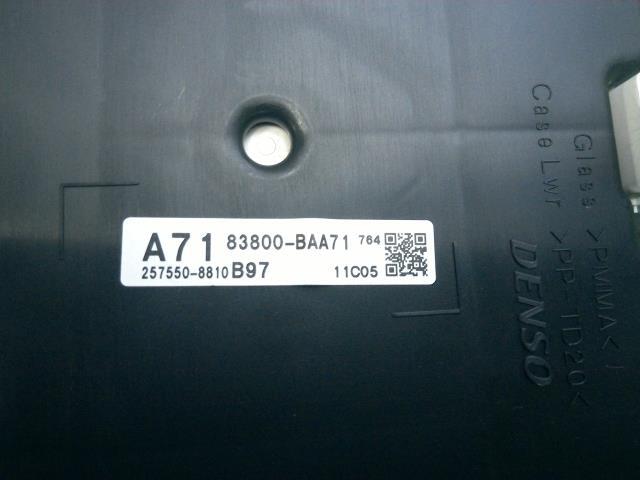 A71 83800-BAA71 764
257550-8810 B97 11C05
DENSO
Case Lwr >PP-TD20<
Glass >PMMA<